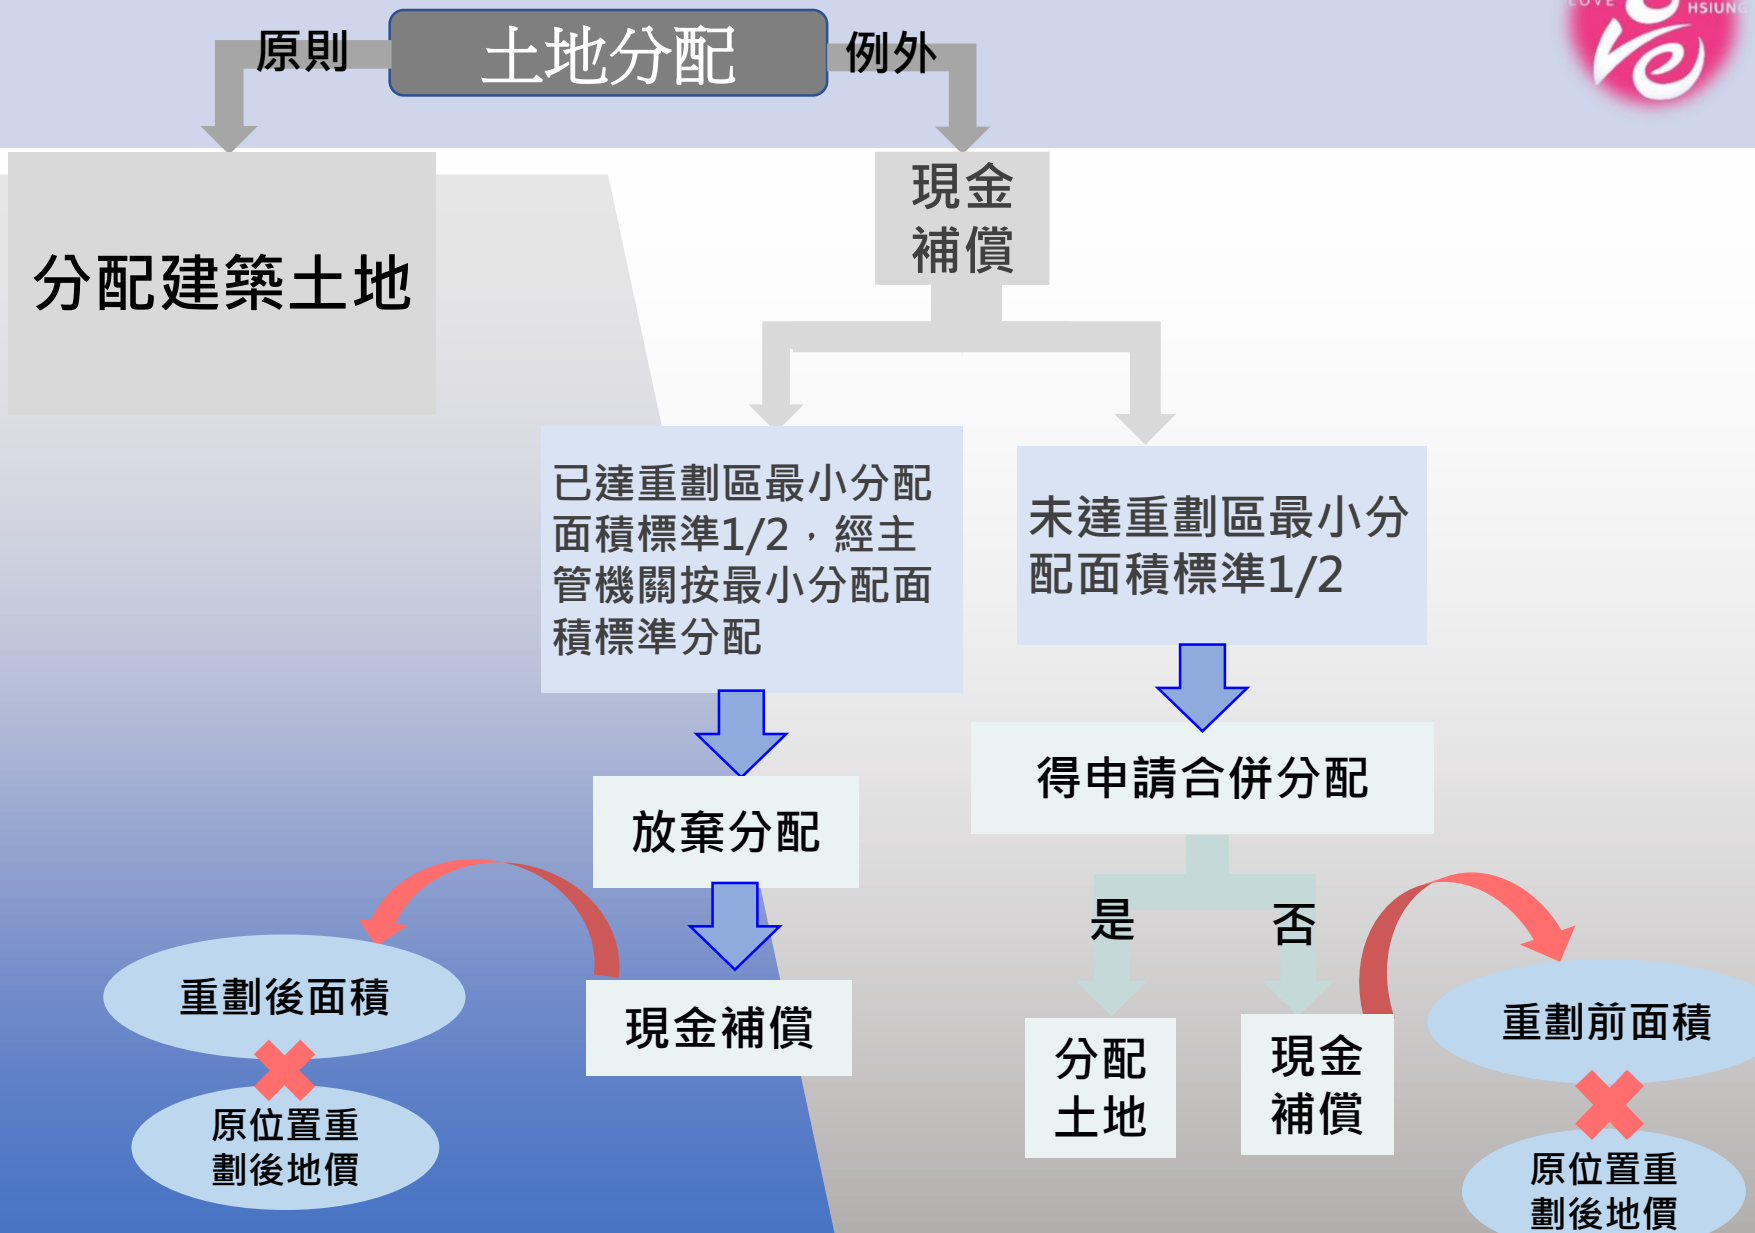 LOVE
HSIUNG
原則
土地分配
例外
分配建築土地
現金
補償
已達重劃區最小分配
面積標準1/2，經主
管機關按最小分配面
積標準分配
未達重劃區最小分
配面積標準1/2
放棄分配
得申請合併分配
是
否
重劃後面積
現金補償
原位置重
劃後地價
分配
土地
現金
補償
重劃前面積
原位置重
劃後地價